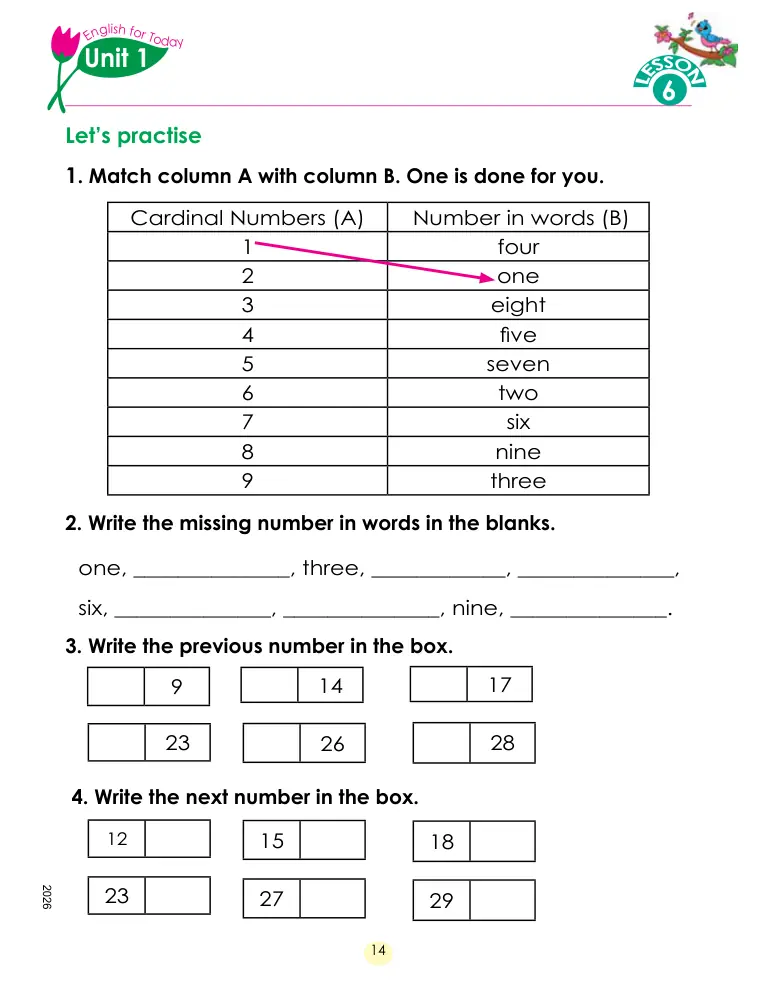 English for Today
Unit 1
LESSON
6
Let's practise
1. Match column A with column B. One is done for you.
Cardinal Numbers (A) Number in words (B)
1 four
2 one
3 eight
4 five
5 seven
6 two
7 six
8 nine
9 three
2. Write the missing number in words in the blanks.
one, ______________, three, ____________, ______________,
six, ______________, ______________, nine, ______________.
3. Write the previous number in the box.
9 14 17
23 26 28
4. Write the next number in the box.
12 15 18
23 27 29
2026
14